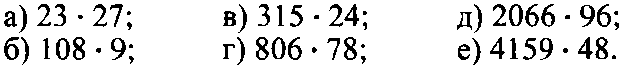 а) 23 · 27; в) 315 · 24; д) 2066 · 96;
б) 108 · 9; г) 806 · 78; е) 4159 · 48.